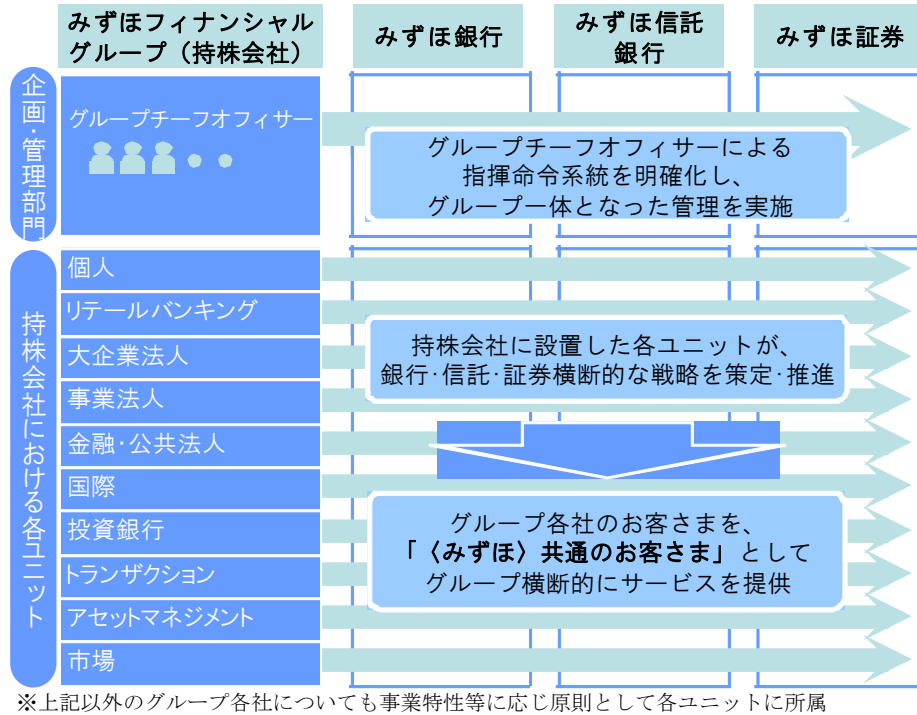 みずほフィナンシャル
グループ（持株会社）
みずほ銀行
みずほ信託
銀行
みずほ証券
企画・管理部門
グループチーフオフィサー
グループチーフオフィサーによる
指揮命令系統を明確化し、
グループ一体となった管理を実施
持株会社における各ユニット
個人
リテールバンキング
大企業法人
事業法人
金融・公共法人
国際
投資銀行
トランザクション
アセットマネジメント
市場
持株会社に設置した各ユニットが、
銀行・信託・証券横断的な戦略を策定・推進
グループ各社のお客さまを、
「〈みずほ〉共通のお客さま」として
グループ横断的にサービスを提供
※上記以外のグループ各社についても事業特性等に応じ原則として各ユニットに所属